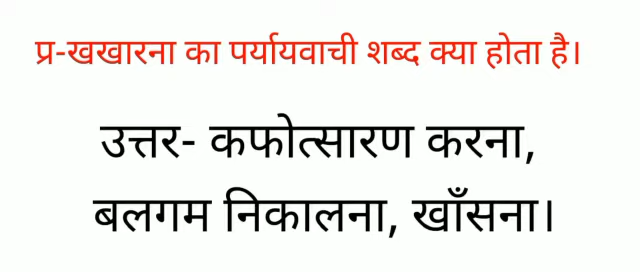 प्र-खखारना का पर्यायवाची शब्द क्या होता है।
उत्तर- कफोत्सारण करना,
बलगम निकालना, खाँसना।